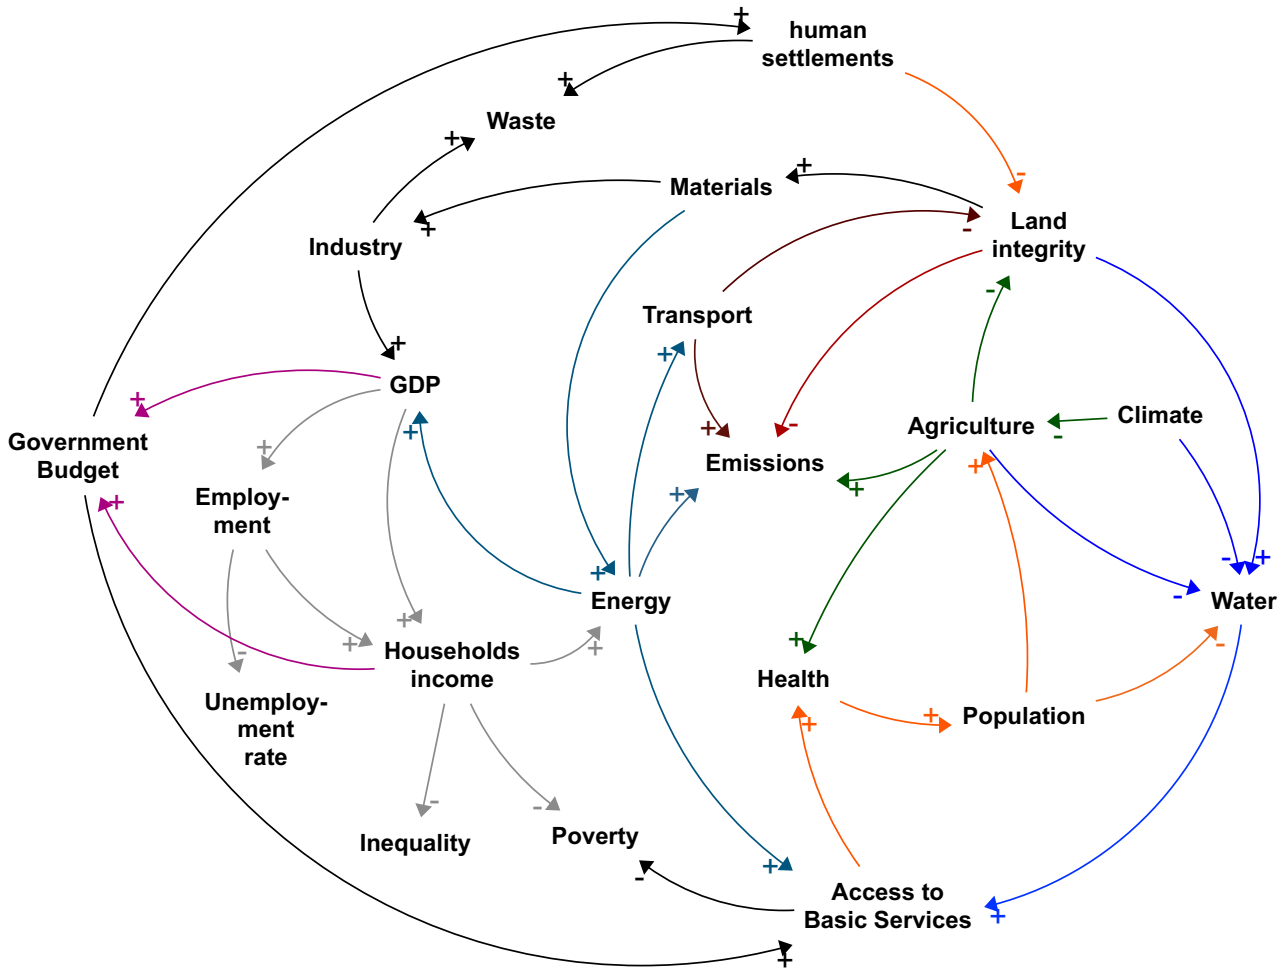 human
settlements
Waste
Materials
Land
integrity
Industry
Transport
GDP
Government
Budget
Agriculture
Climate
Emissions
Employ-
ment
Energy
Water
Households
income
Health
Population
Unemploy-
ment
rate
Inequality
Poverty
Access to
Basic Services
+
+
+
-
+
+
-
-
+
+
+
+
-
+
-
+
+
+
+
+
+
-
+
+
+
-
+
-
+
+
-
+
+
-
-
+
+
-
+
+